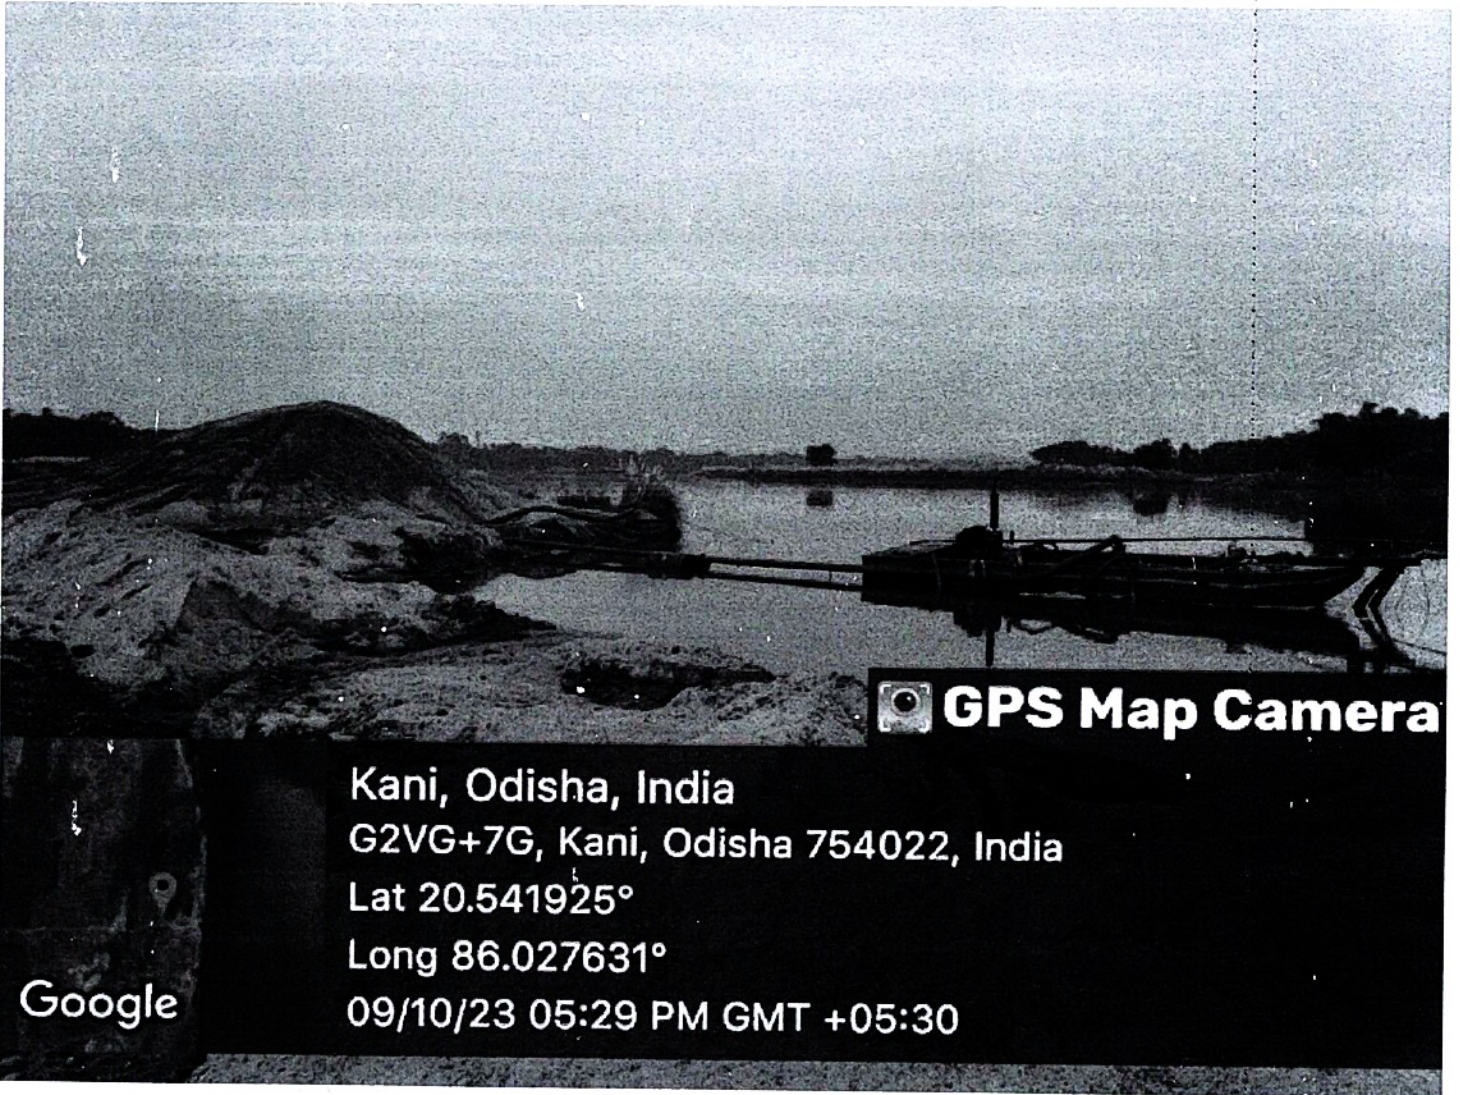 GPS Map Camera
Kani, Odisha, India
G2VG+7G, Kani, Odisha 754022, India
Lat 20.541925°
Long 86.027631°
09/10/23 05:29 PM GMT +05:30
Google